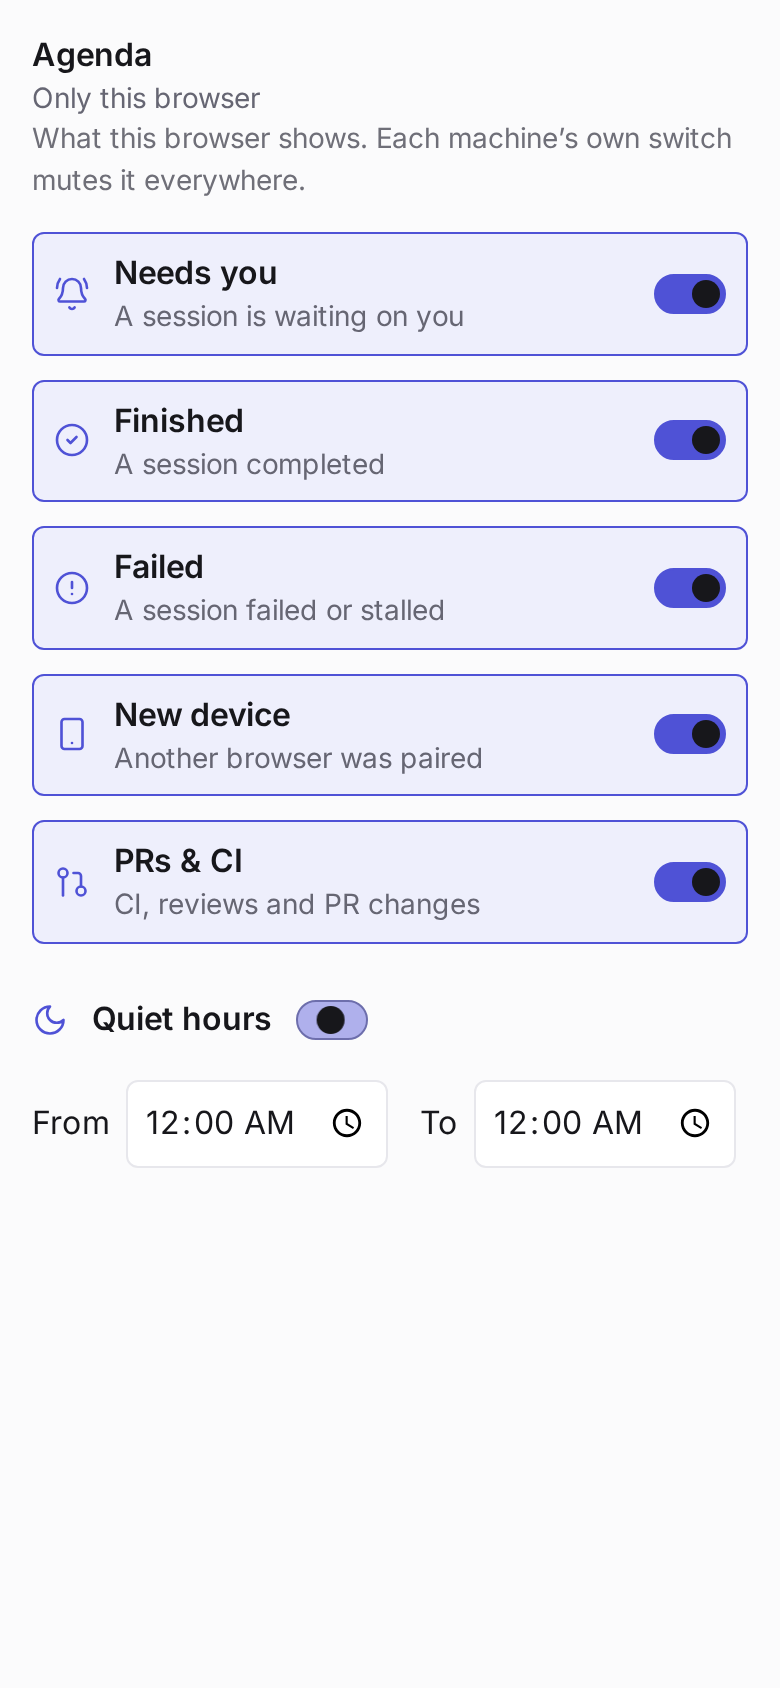 Agenda
Only this browser
What this browser shows. Each machine’s own switch
mutes it everywhere.
Needs you
A session is waiting on you
Finished
A session completed
Failed
A session failed or stalled
New device
Another browser was paired
PRs & CI
CI, reviews and PR changes
Quiet hours
From 12:00 AM To 12:00 AM